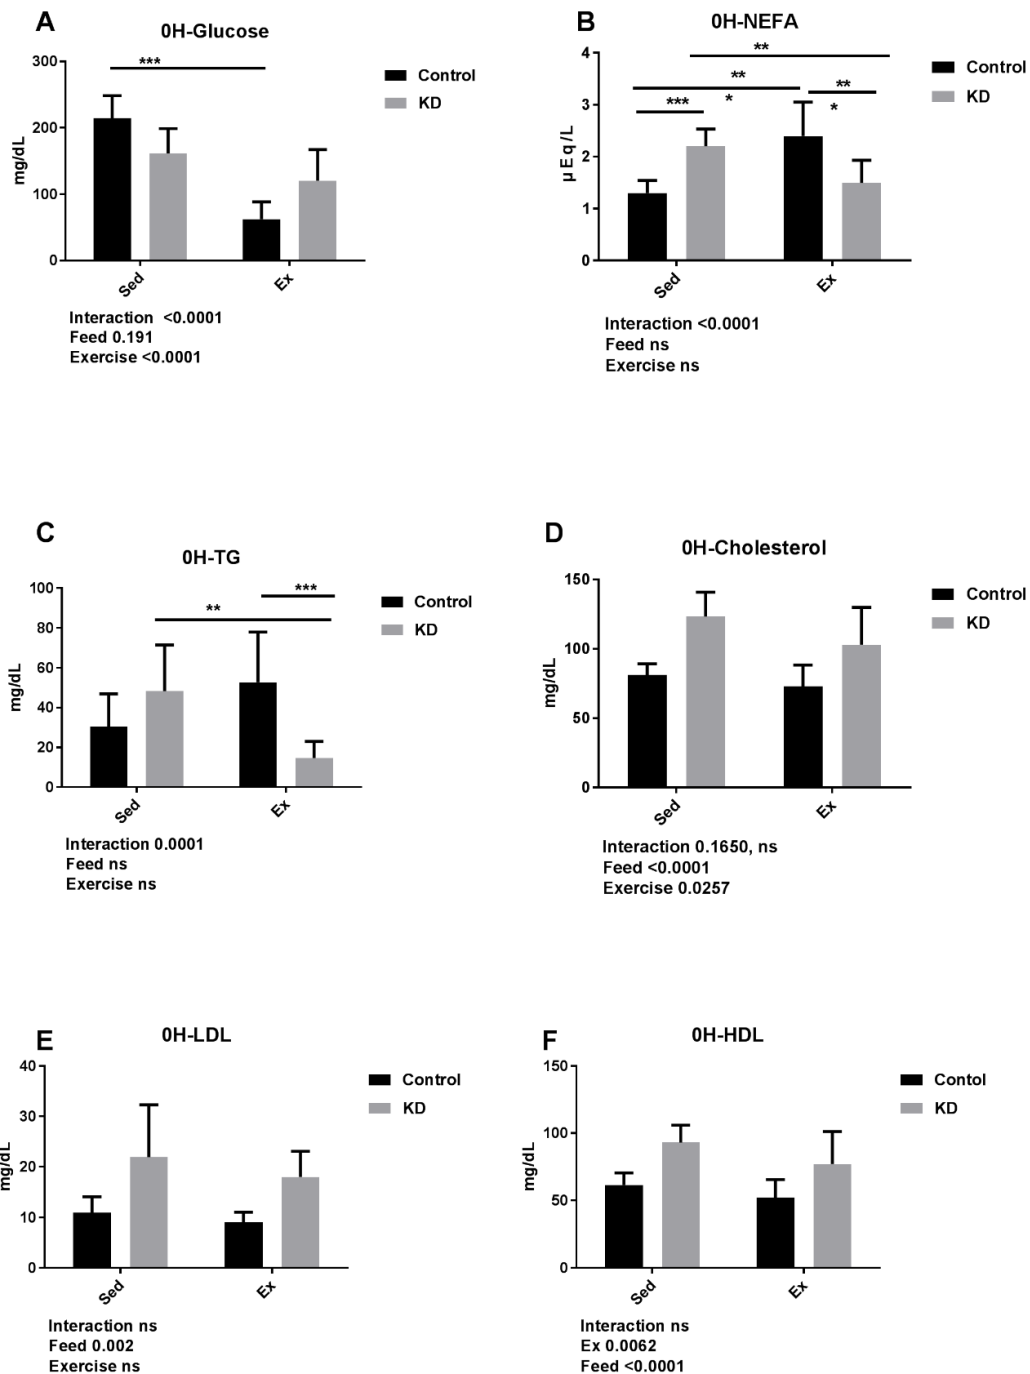 A
0H-Glucose
***
300
200
100
0
mg/dL
Sed
Ex
Control
KD
Interaction <0.0001
Feed 0.191
Exercise <0.0001
B
0H-NEFA
**
**
**
***
*
*
4
3
2
1
0
µ Eq/L
Sed
Ex
Control
KD
Interaction <0.0001
Feed ns
Exercise ns
C
0H-TG
***
**
100
80
60
40
20
0
mg/dL
Sed
Ex
Control
KD
Interaction 0.0001
Feed ns
Exercise ns
D
0H-Cholesterol
150
100
50
0
mg/dL
Sed
Ex
Control
KD
Interaction 0.1650, ns
Feed <0.0001
Exercise 0.0257
E
0H-LDL
40
30
20
10
0
mg/dL
Sed
Ex
Control
KD
Interaction ns
Feed 0.002
Exercise ns
F
0H-HDL
150
100
50
0
mg/dL
Sed
Ex
Contol
KD
Interaction ns
Ex 0.0062
Feed <0.0001